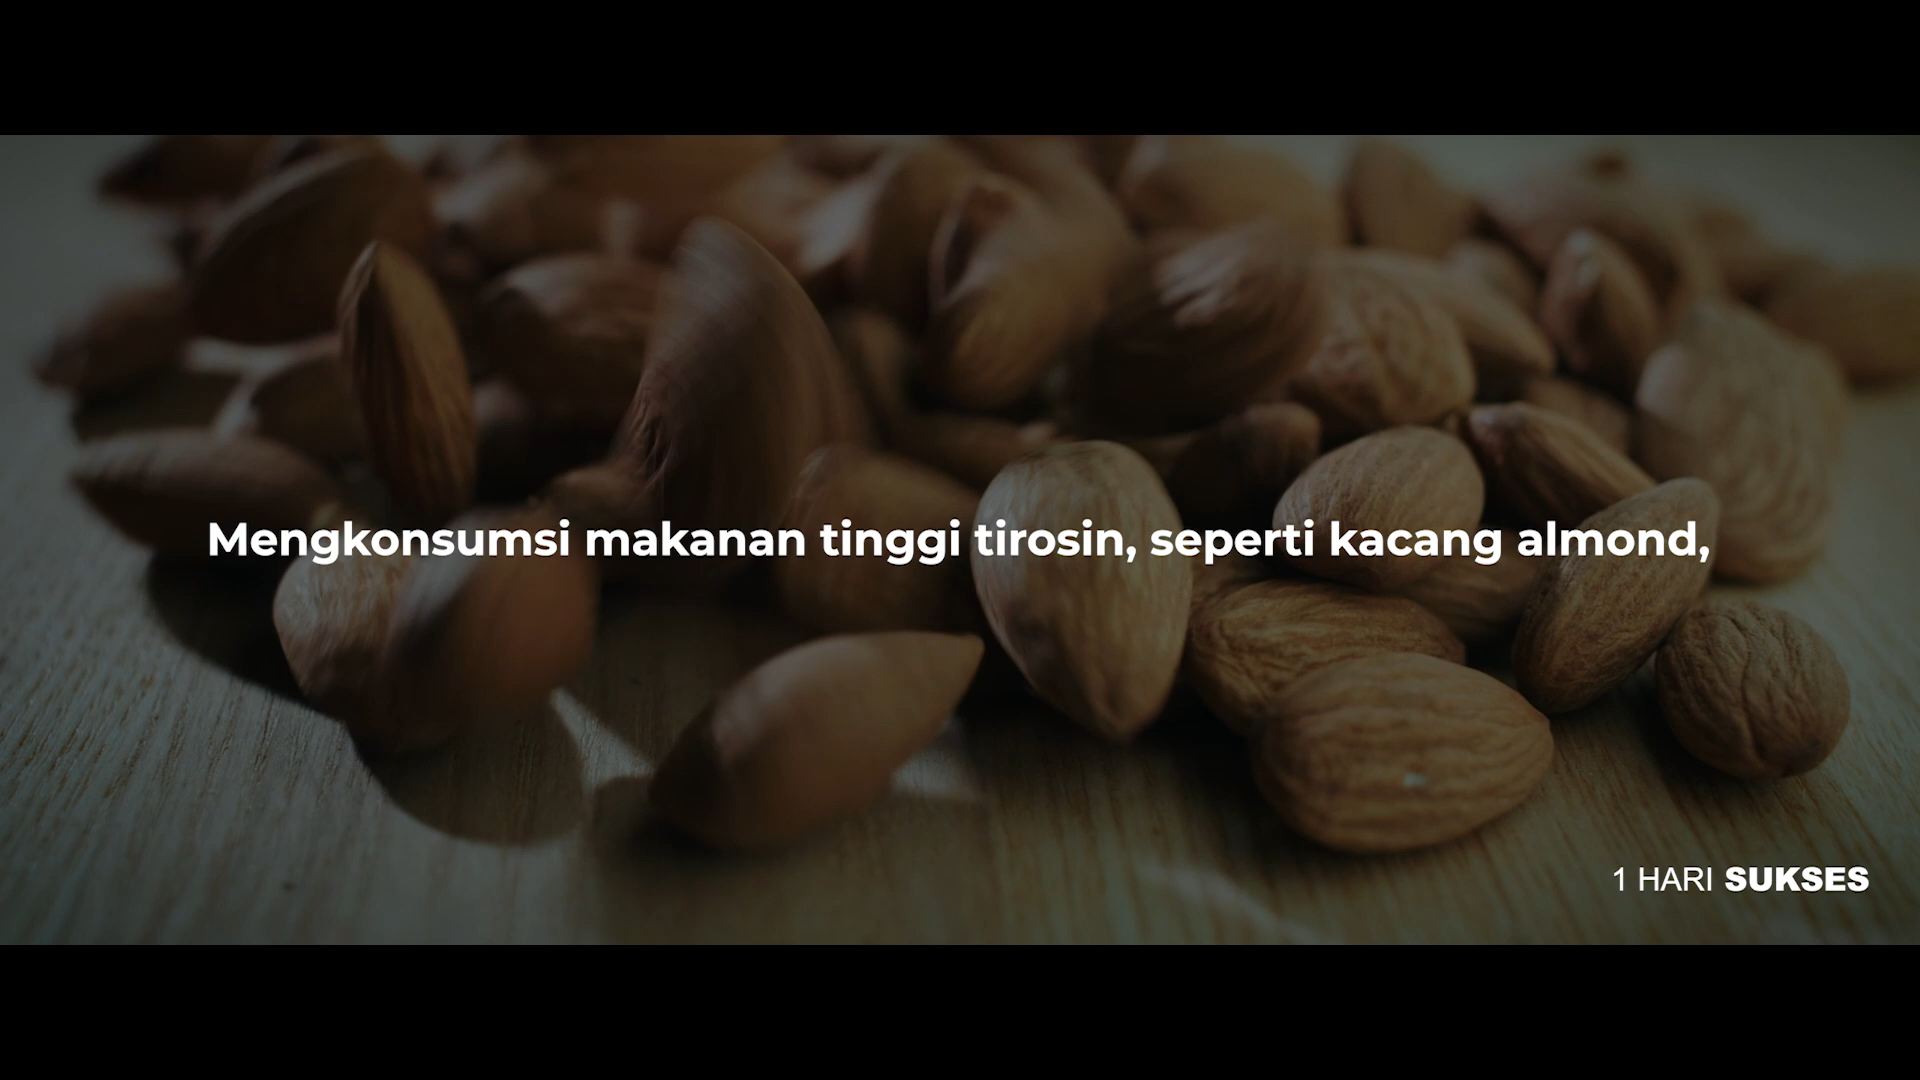 Mengkonsumsi makanan tinggi tirosin, seperti kacang almond,
1 HARI SUKSES